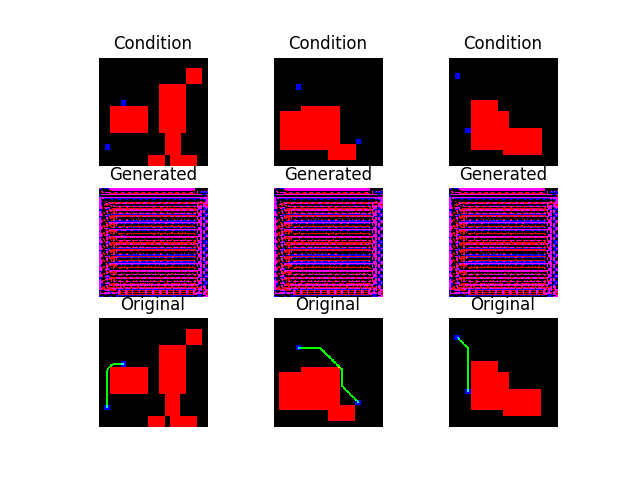 Condition Condition Condition
Generated Generated Generated
Original Original Original